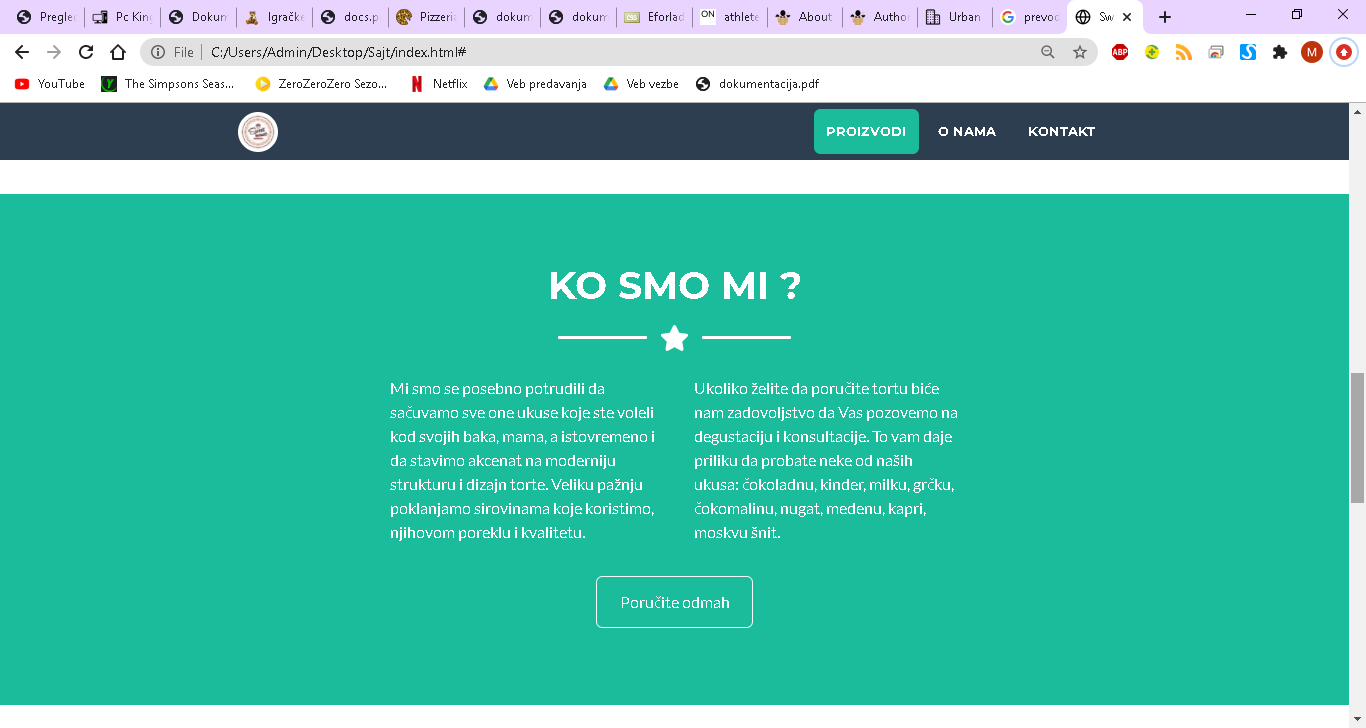 Pregle
Pc King
Dokum
Igračke
docs.p
Pizzeria
dokum
dokum
Eforlad
ON athlete
About
Author
Urban
prevod
Sw
File C:/Users/Admin/Desktop/Sajt/index.html#
ABP
M
YouTube
The Simpsons Seas...
ZeroZeroZero Sezo...
Netflix
Veb predavanja
Veb vezbe
dokumentacija.pdf
PROIZVODI
O NAMA
KONTAKT
KO SMO MI ?
Mi smo se posebno potrudili da
sačuvamo sve one ukuse koje ste voleli
kod svojih baka, mama, a istovremeno i
da stavimo akcenat na moderniju
strukturu i dizajn torte. Veliku pažnju
poklanjamo sirovinama koje koristimo,
njihovom poreklu i kvalitetu.
Ukoliko želite da poručite tortu biće
nam zadovoljstvo da Vas pozovemo na
degustaciju i konsultacije. To vam daje
priliku da probate neke od naših
ukusa: čokoladnu, kinder, milku, grčku,
čokomalinu, nugat, medenu, kapri,
moskvu šnit.
Poručite odmah